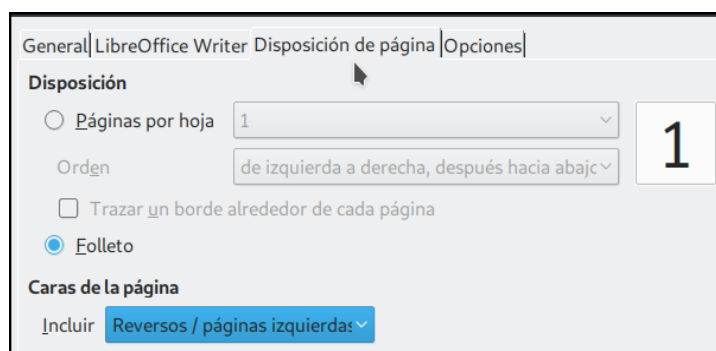 General LibreOffice Writer Disposición de página Opciones
Disposición
Páginas por hoja 1
1
Orden de izquierda a derecha, después hacia abajo
Trazar un borde alrededor de cada página
Folleto
Caras de la página
Incluir Reversos / páginas izquierdas